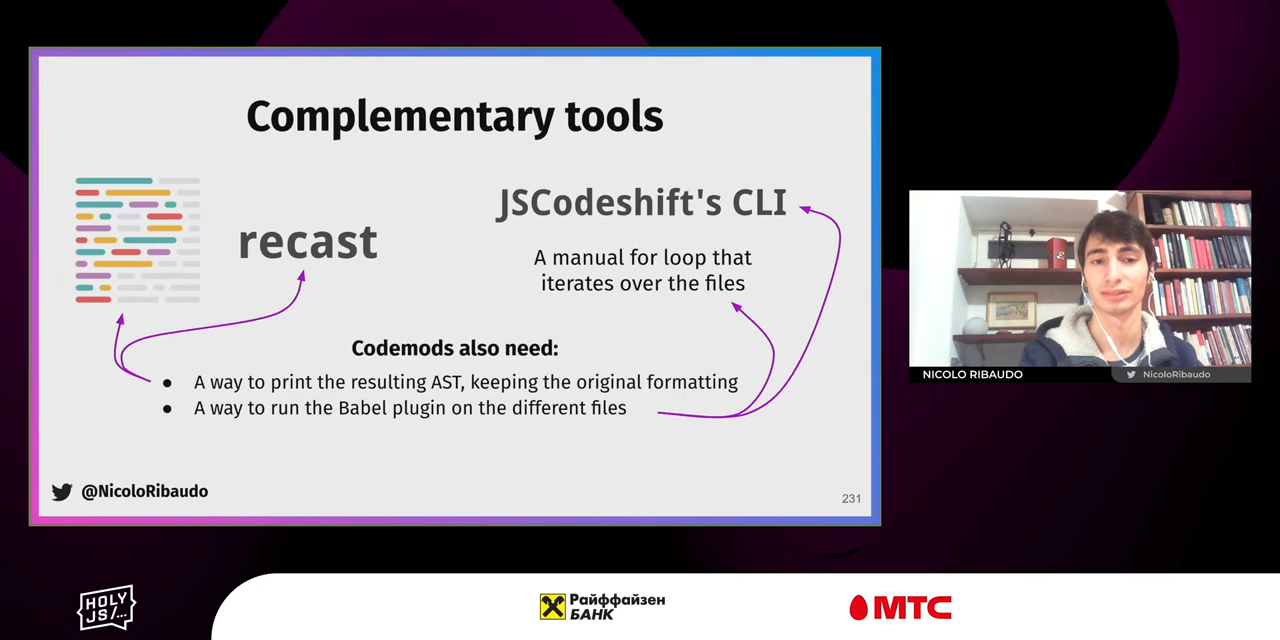 Complementary tools
recast
JSCodeshift's CLI
A manual for loop that
iterates over the files
Codemods also need:
● A way to print the resulting AST, keeping the original formatting
● A way to run the Babel plugin on the different files
@NicoloRibaudo
231
NICOLO RIBAUDO
NicoloRibaudo
HOLY
JS/...
Райффайзен
БАНК
МТС